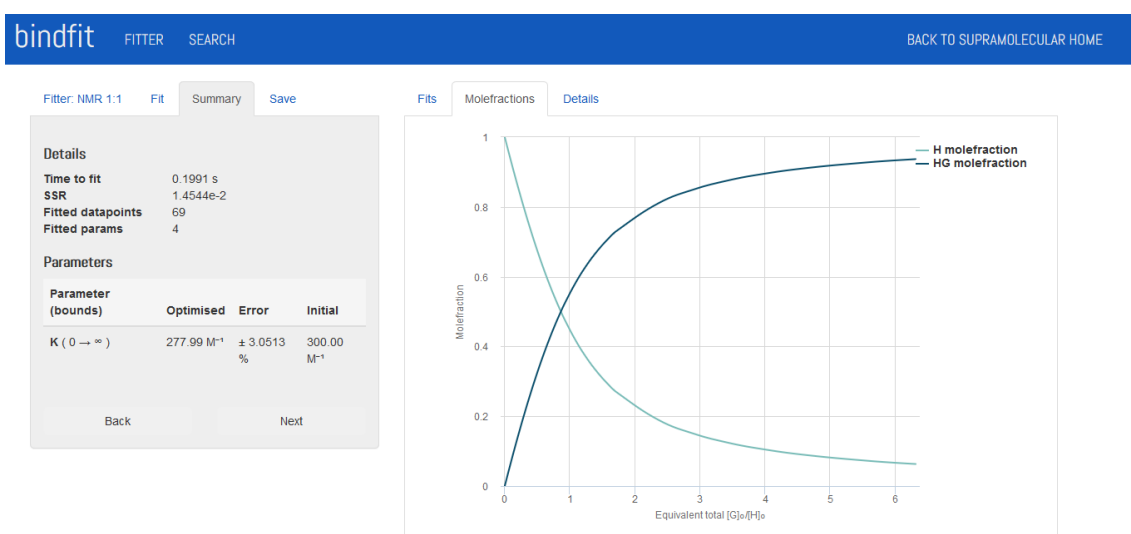 bindfit FITTER SEARCH BACK TO SUPRAMOLECULAR HOME
Fitter: NMR 1:1 Fit Summary Save
Details
Time to fit 0.1991 s
SSR 1.4544e-2
Fitted datapoints 69
Fitted params 4
Parameters
Parameter
(bounds) Optimised Error Initial
K ( 0 → ∞ ) 277.99 M⁻¹ ± 3.0513 300.00
% M⁻¹
Back Next
Fits Molefractions Details
1
0.8
0.6
0.4
0.2
0
Molefraction
H molefraction
HG molefraction
0 1 2 3 4 5 6
Equivalent total [G]₀/[H]₀